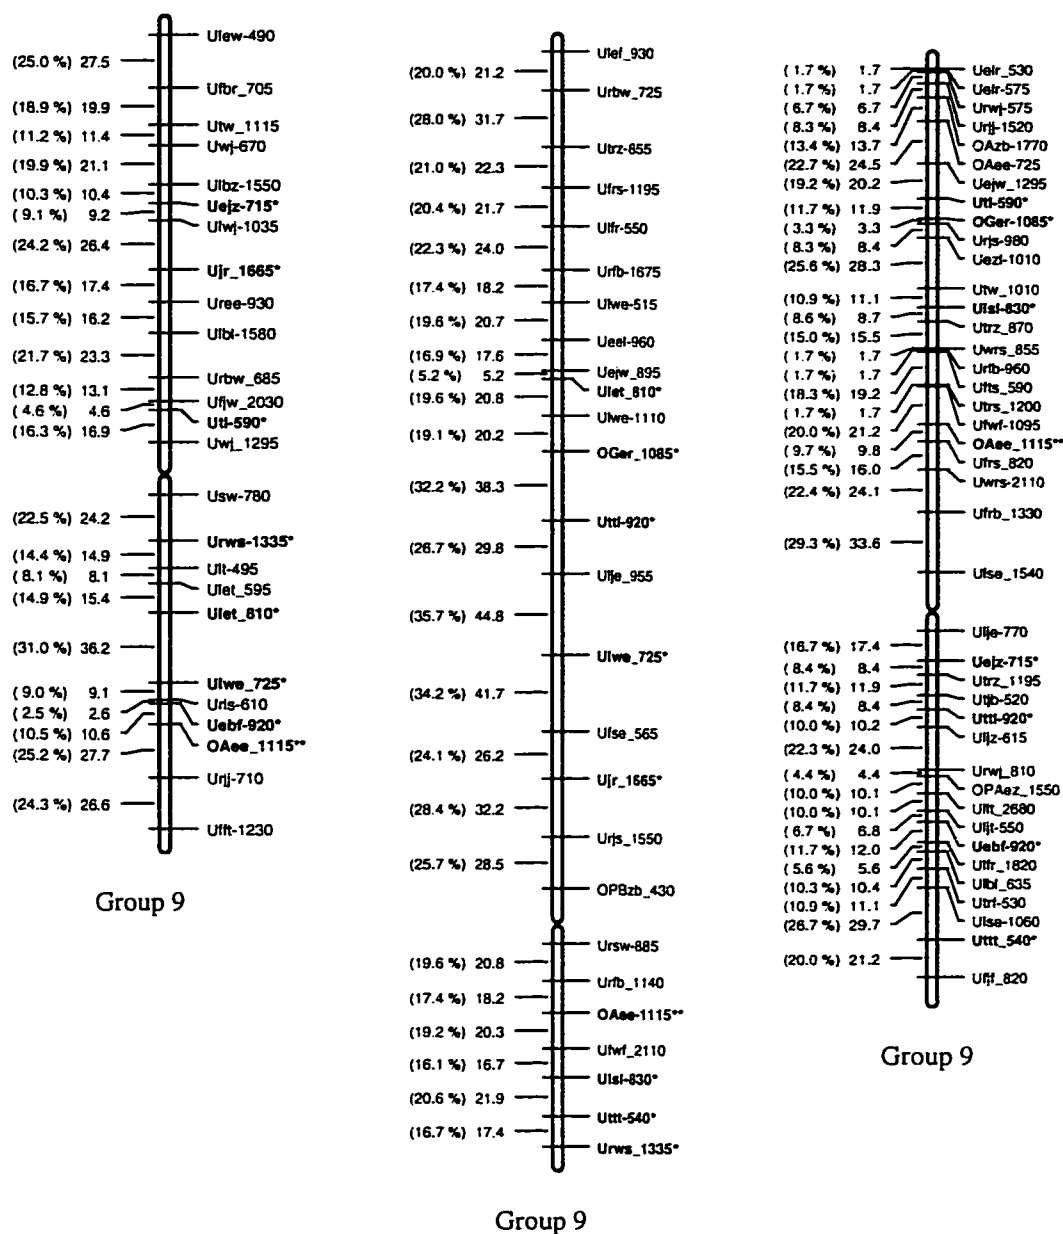 Ulew-490
(25.0 %) 27.5
Ufbr_705
(18.9 %) 19.9
Utw_1115
(11.2 %) 11.4
Uwj-670
(19.9 %) 21.1
Ulbz-1550
(10.3 %) 10.4
Uejz-715*
( 9.1 %) 9.2
Ulwj-1035
(24.2 %) 26.4
Ujr_1665*
(16.7 %) 17.4
Uree-930
(15.7 %) 16.2
Ulbl-1580
(21.7 %) 23.3
Urbw_685
(12.8 %) 13.1
Ufjw_2030
( 4.6 %) 4.6
Utl-590*
(16.3 %) 16.9
Uwj_1295
Usw-780
(22.5 %) 24.2
Urws-1335*
(14.4 %) 14.9
Ult-495
( 8.1 %) 8.1
Ulet_595
(14.9 %) 15.4
Ulet_810*
(31.0 %) 36.2
Ulwe_725*
( 9.0 %) 9.1
Urls-610
( 2.5 %) 2.6
Uebf-920*
(10.5 %) 10.6
OAee_1115**
(25.2 %) 27.7
Urjj-710
(24.3 %) 26.6
Ufft-1230
Group 9
Ulef_930
(20.0 %) 21.2
Urbw_725
(28.0 %) 31.7
Utrz-855
(21.0 %) 22.3
Ufrs-1195
(20.4 %) 21.7
Ulfr-550
(22.3 %) 24.0
Urfb-1675
(17.4 %) 18.2
Ulwe-515
(19.6 %) 20.7
Ueel-960
(16.9 %) 17.6
Uejw_895
( 5.2 %) 5.2
Ulet_810*
(19.6 %) 20.8
Ulwe-1110
(19.1 %) 20.2
OGer_1085*
(32.2 %) 38.3
Uttl-920*
(26.7 %) 29.8
Ulje_955
(35.7 %) 44.8
Ulwe_725*
(34.2 %) 41.7
Ufse_565
(24.1 %) 26.2
Ujr_1665*
(28.4 %) 32.2
Urjs_1550
(25.7 %) 28.5
OPBzb_430
Ursw-885
(19.6 %) 20.8
Urfb_1140
(17.4 %) 18.2
OAee-1115**
(19.2 %) 20.3
Ufwf_2110
(16.1 %) 16.7
Ulsl-830*
(20.6 %) 21.9
Uttt-540*
(16.7 %) 17.4
Urws_1335*
Group 9
Uelr_530
( 1.7 %) 1.7
Uelr-575
( 1.7 %) 1.7
Urwj-575
( 6.7 %) 6.7
Urjj-1520
( 8.3 %) 8.4
OAzb-1770
(13.4 %) 13.7
OAee-725
(22.7 %) 24.5
Uejw_1295
(19.2 %) 20.2
Utl-590*
(11.7 %) 11.9
OGer-1085*
( 3.3 %) 3.3
Urjs-980
( 8.3 %) 8.4
Uezl-1010
(25.6 %) 28.3
Utw_1010
(10.9 %) 11.1
Ulsl-830*
( 8.6 %) 8.7
Utrz_870
(15.0 %) 15.5
Uwrs_855
( 1.7 %) 1.7
Urfb-960
( 1.7 %) 1.7
Ufts_590
(18.3 %) 19.2
Utrs_1200
( 1.7 %) 1.7
Ufwf-1095
(20.0 %) 21.2
OAee_1115**
( 9.7 %) 9.8
Ufrs_820
(15.5 %) 16.0
Uwrs-2110
(22.4 %) 24.1
Ufrb_1330
(29.3 %) 33.6
Ufse_1540
Ulje-770
(16.7 %) 17.4
Uejz-715*
( 8.4 %) 8.4
Utrz_1195
(11.7 %) 11.9
Utjb-520
( 8.4 %) 8.4
Uttl-920*
(10.0 %) 10.2
Uljz-615
(22.3 %) 24.0
Urwj_810
( 4.4 %) 4.4
OPAez_1550
(10.0 %) 10.1
Ultt_2680
(10.0 %) 10.1
Uljt-550
( 6.7 %) 6.8
Uebf-920*
(11.7 %) 12.0
Ulfr_1820
( 5.6 %) 5.6
Ulbl_635
(10.3 %) 10.4
Utrf-530
(10.9 %) 11.1
Ulse-1060
(26.7 %) 29.7
Uttt_540*
(20.0 %) 21.2
Ufjf_820
Group 9